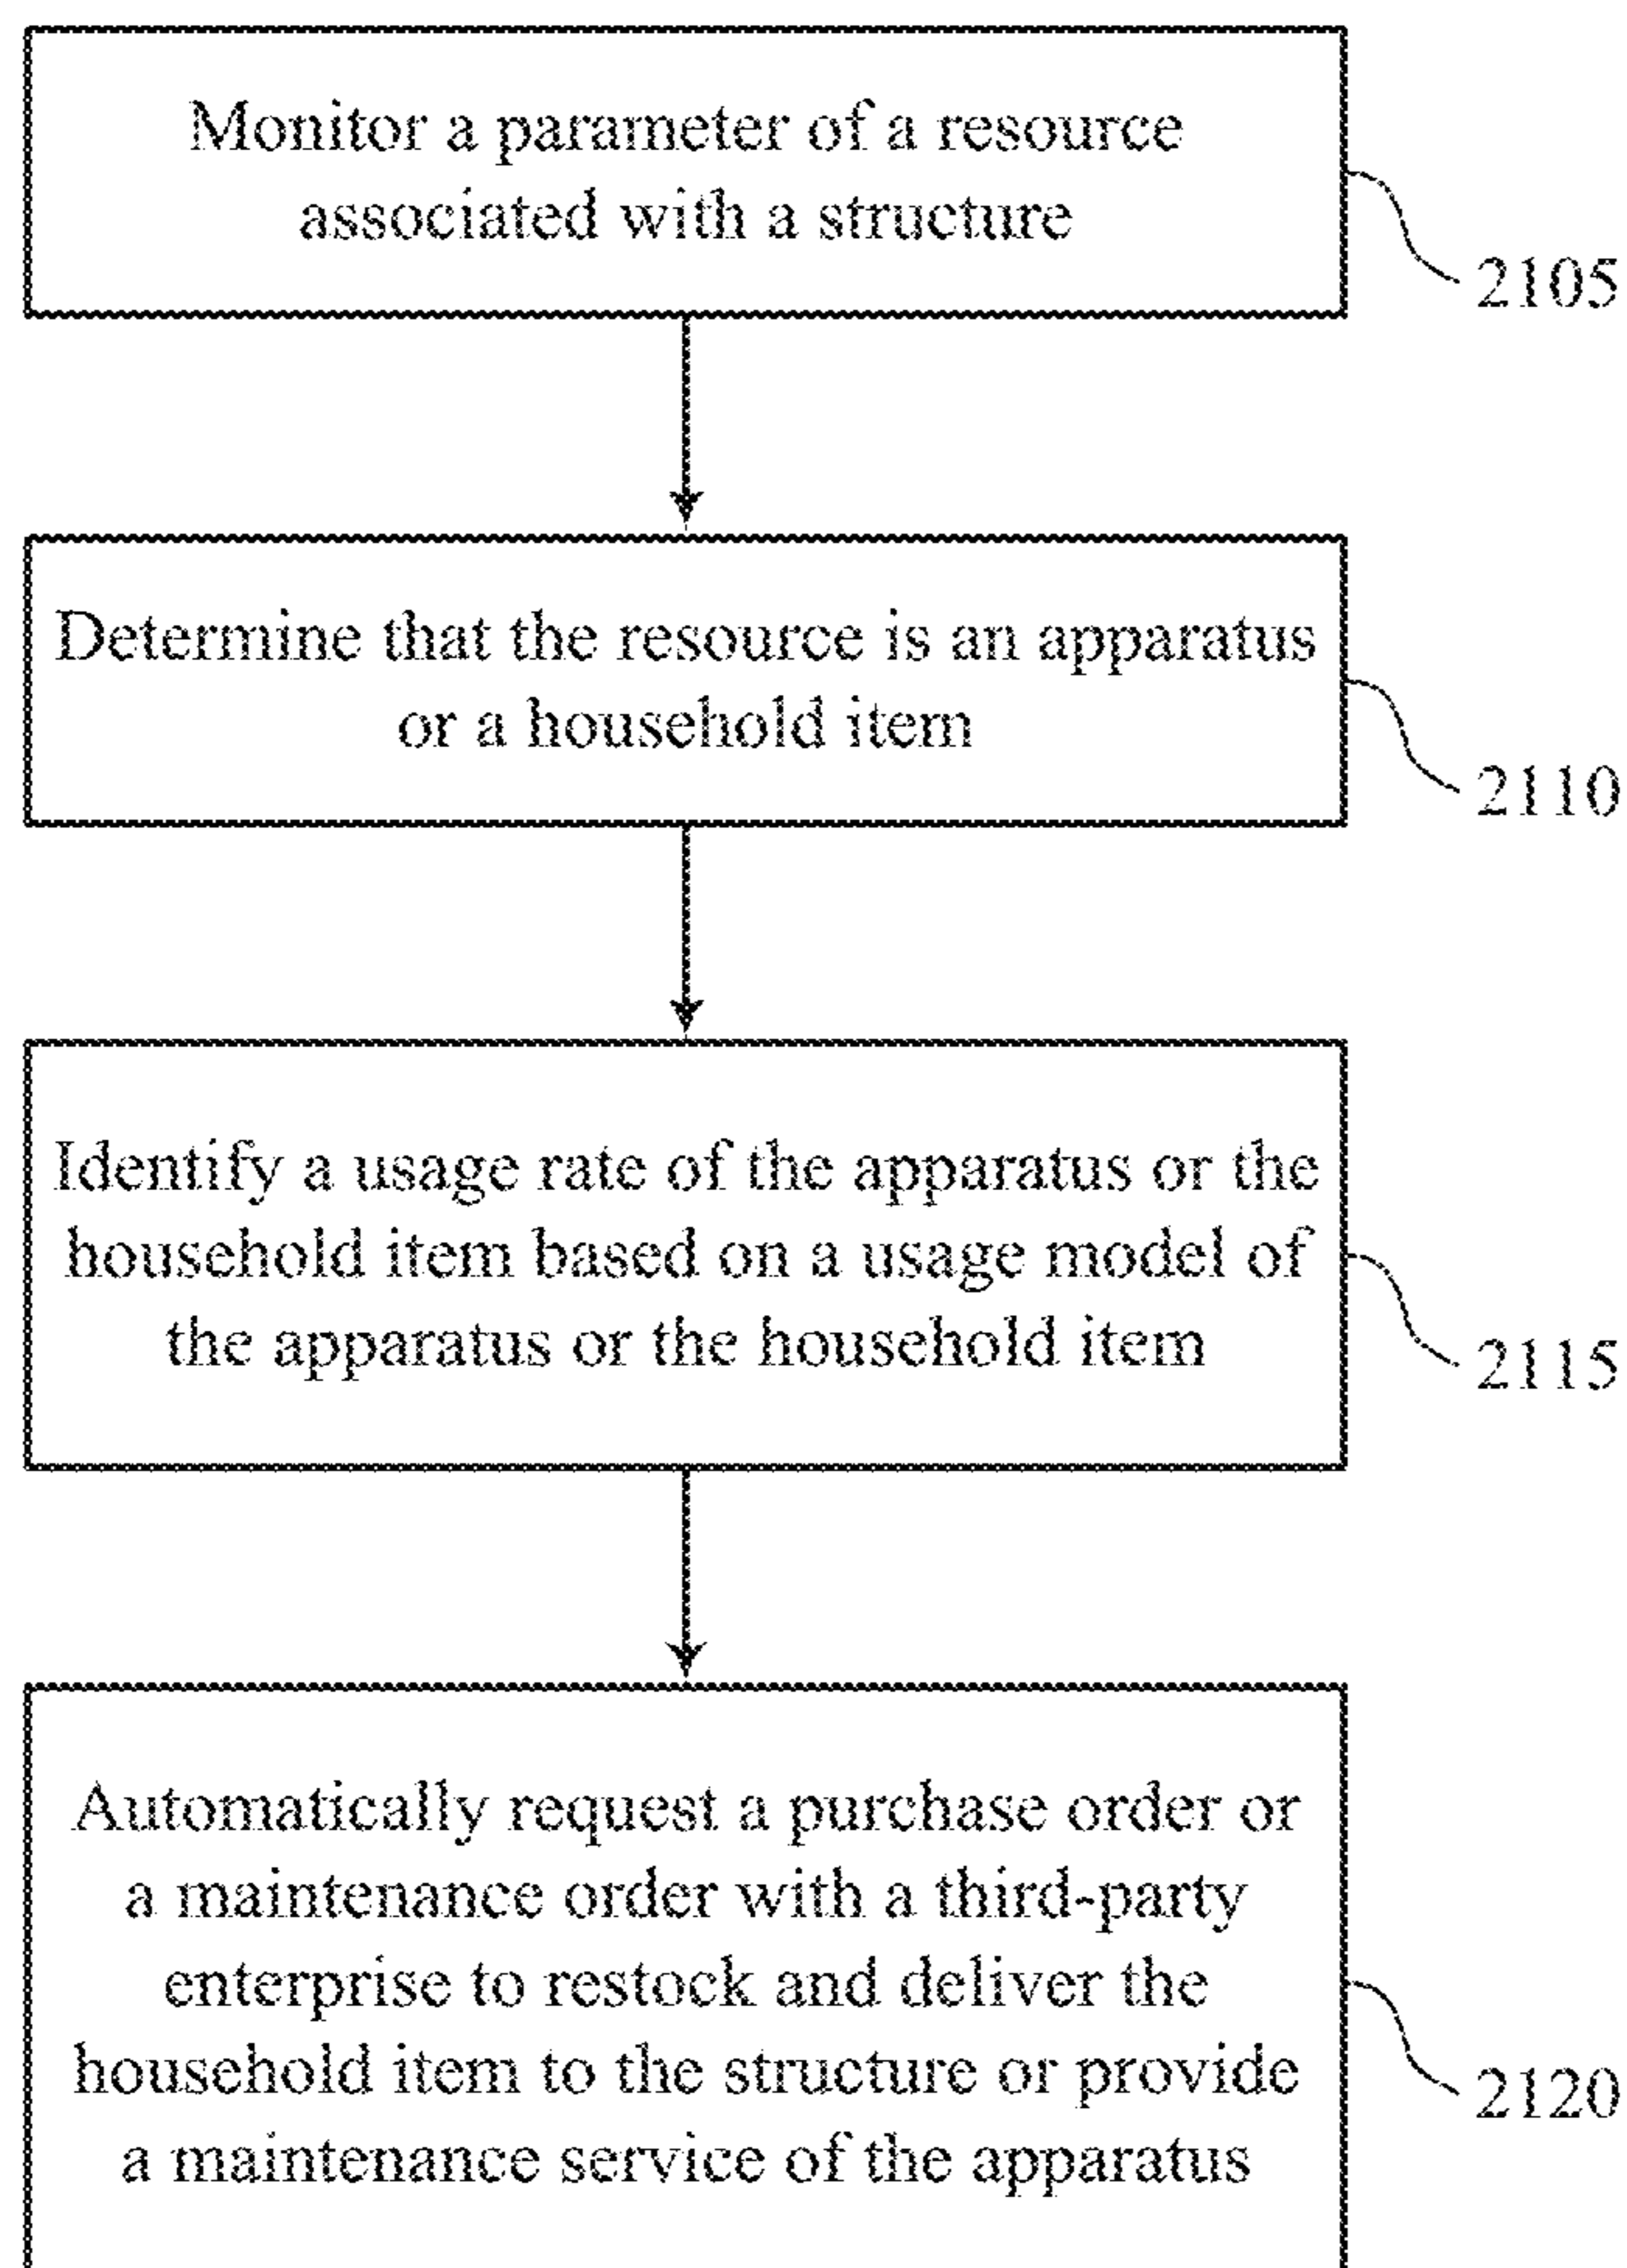 Monitor a parameter of a resource
associated with a structure
2105
Determine that the resource is an apparatus
or a household item
2110
Identify a usage rate of the apparatus or the
household item based on a usage model of
the apparatus or the household item
2115
Automatically request a purchase order or
a maintenance order with a third-party
enterprise to restock and deliver the
household item to the structure or provide
a maintenance service of the apparatus
2120